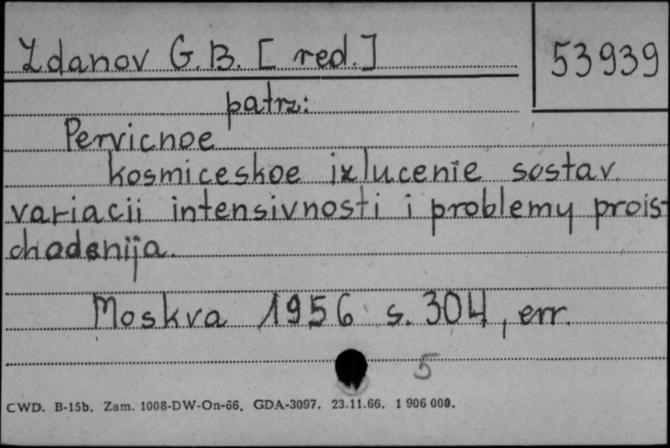 Zdanov G.B. [red.]
53939
patrz:
Pervicnoe
kosmiceskoe izlucenie sostav
variacii intensivnosti i problemy prois-
chodenija.
Moskva 1956 s. 304, err.
5
CWD. B-15b. Zam. 1008-DW-On-66. GDA-3097. 23.11.66. 1 906 000.